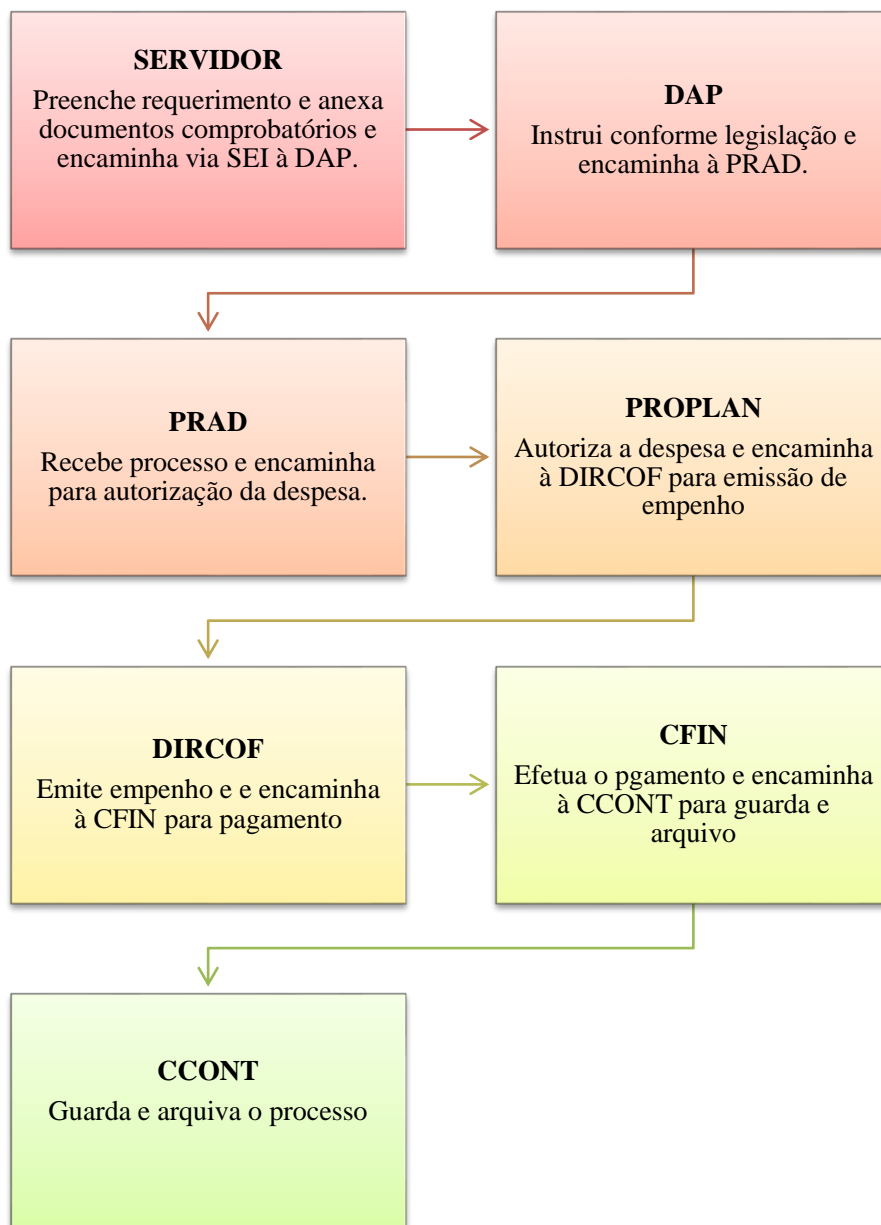 SERVIDOR
Preenche requerimento e anexa
documentos comprobatórios e
encaminha via SEI à DAP.
DAP
Instrui conforme legislação e
encaminha à PRAD.
PRAD
Recebe processo e encaminha
para autorização da despesa.
PROPLAN
Autoriza a despesa e encaminha
à DIRCOF para emissão de
empenho
DIRCOF
Emite empenho e e encaminha
à CFIN para pagamento
CFIN
Efetua o pgamento e encaminha
à CCONT para guarda e
arquivo
CCONT
Guarda e arquiva o processo